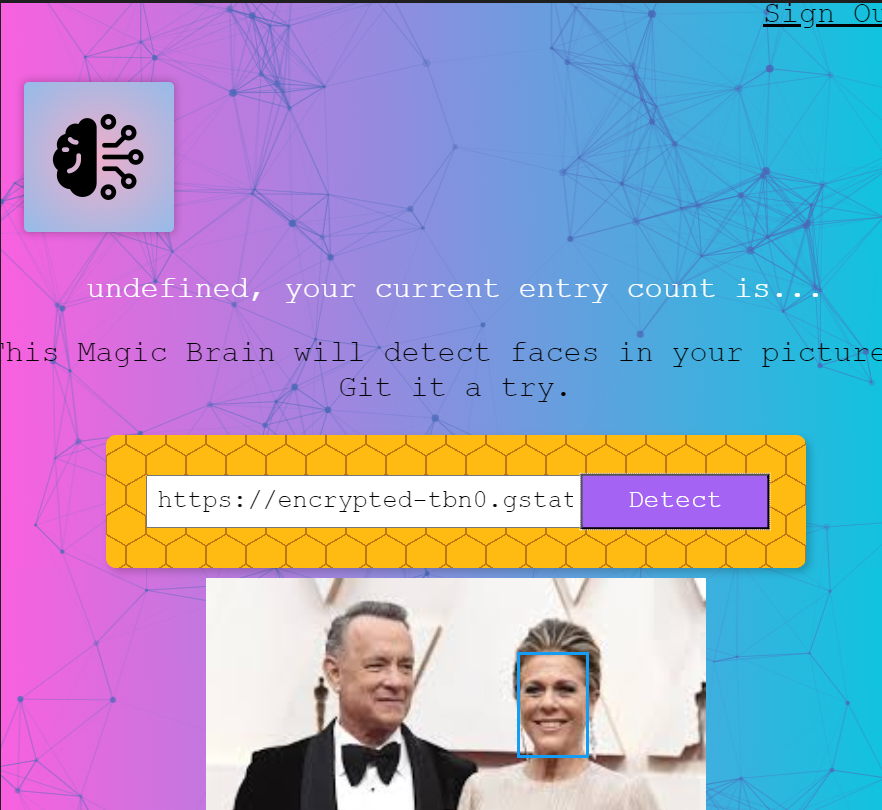 Sign Ou
undefined, your current entry count is...
This Magic Brain will detect faces in your picture
Git it a try.
https://encrypted-tbn0.gstat
Detect